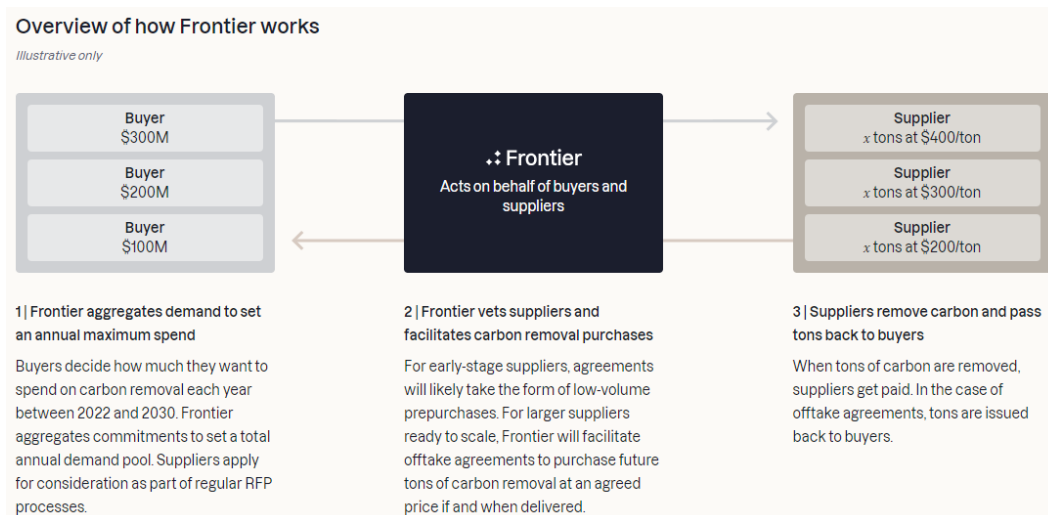 Overview of how Frontier works
Illustrative only
Buyer
$300M
Buyer
$200M
Buyer
$100M
Frontier
Acts on behalf of buyers and
suppliers
Supplier
x tons at $400/ton
Supplier
x tons at $300/ton
Supplier
x tons at $200/ton
1 | Frontier aggregates demand to set
an annual maximum spend
Buyers decide how much they want to
spend on carbon removal each year
between 2022 and 2030. Frontier
aggregates commitments to set a total
annual demand pool. Suppliers apply
for consideration as part of regular RFP
processes.
2 | Frontier vets suppliers and
facilitates carbon removal purchases
For early-stage suppliers, agreements
will likely take the form of low-volume
prepurchases. For larger suppliers
ready to scale, Frontier will facilitate
offtake agreements to purchase future
tons of carbon removal at an agreed
price if and when delivered.
3 | Suppliers remove carbon and pass
tons back to buyers
When tons of carbon are removed,
suppliers get paid. In the case of
offtake agreements, tons are issued
back to buyers.